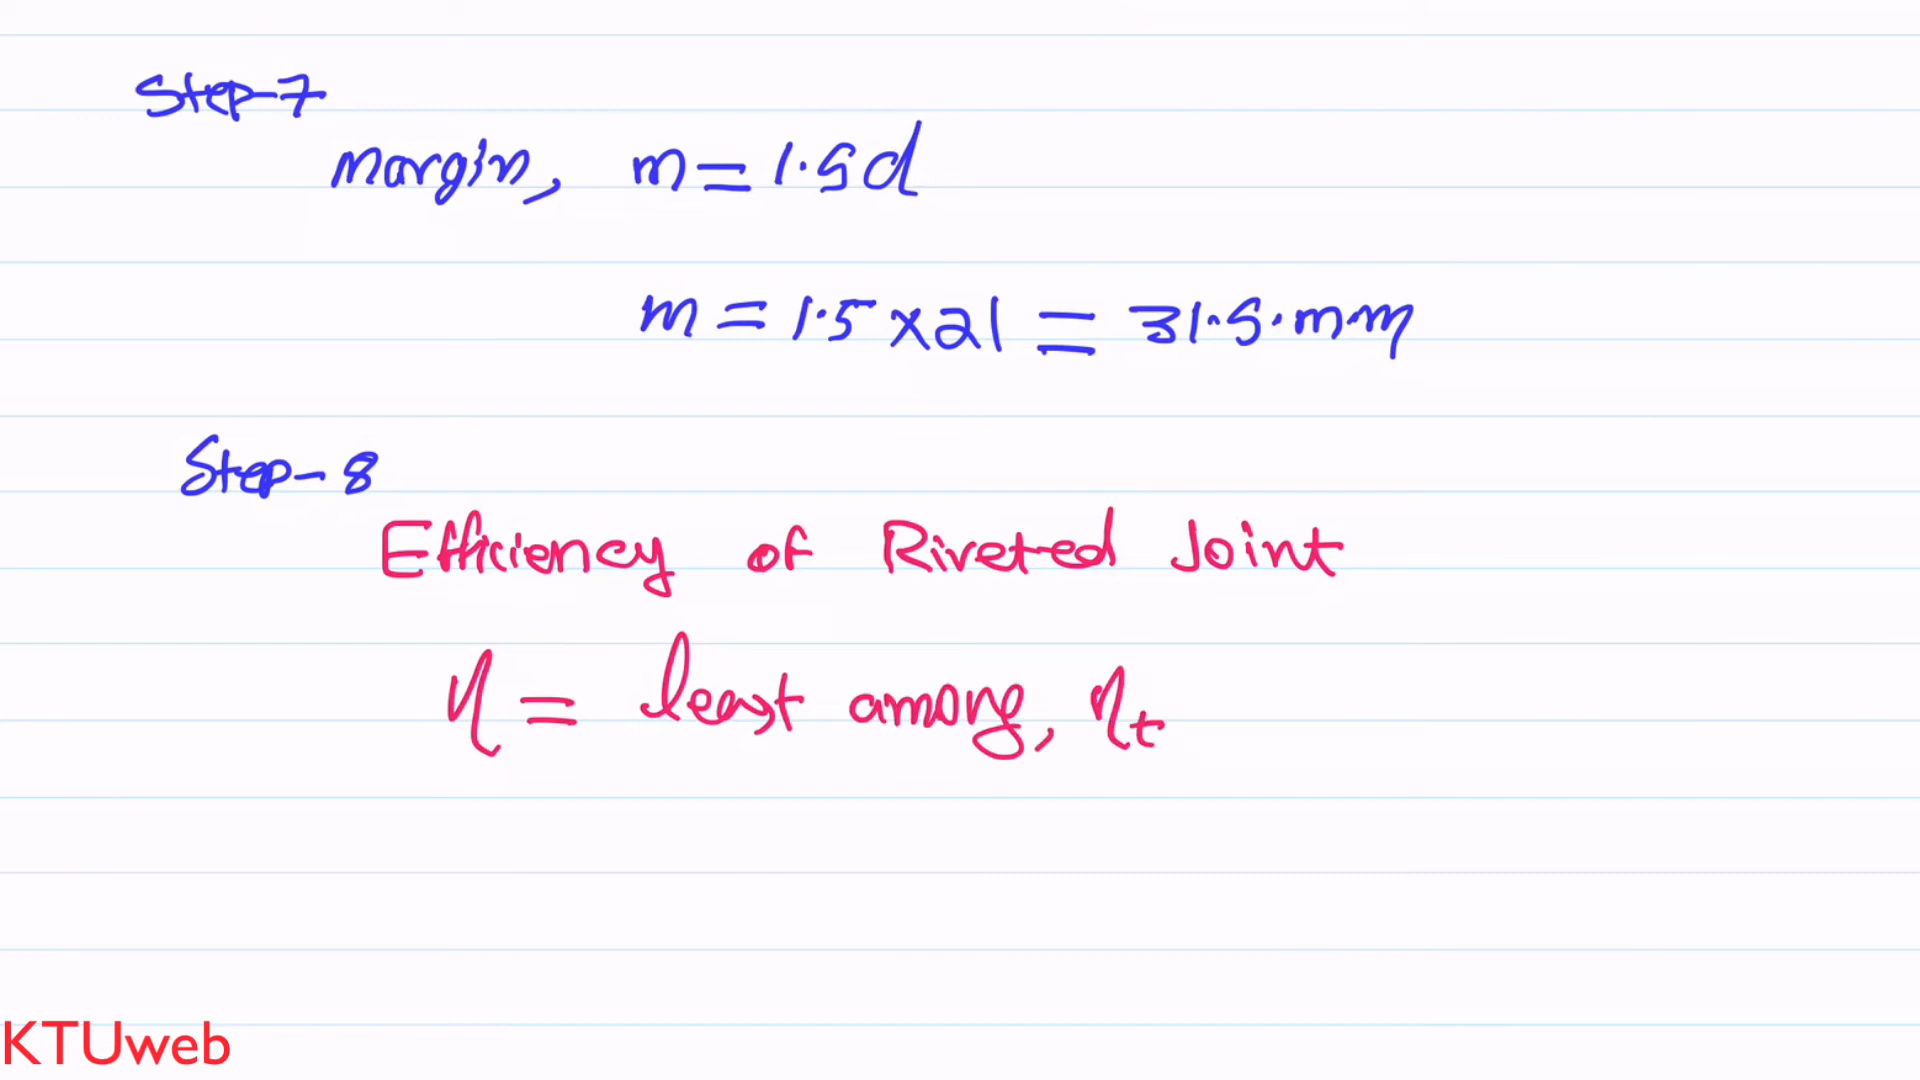 Step-7
margin, m = 1.5d
m = 1.5 x 21 = 31.5.mm
Step-8
Efficiency of Riveted Joint
η = least among, ηt
KTUweb